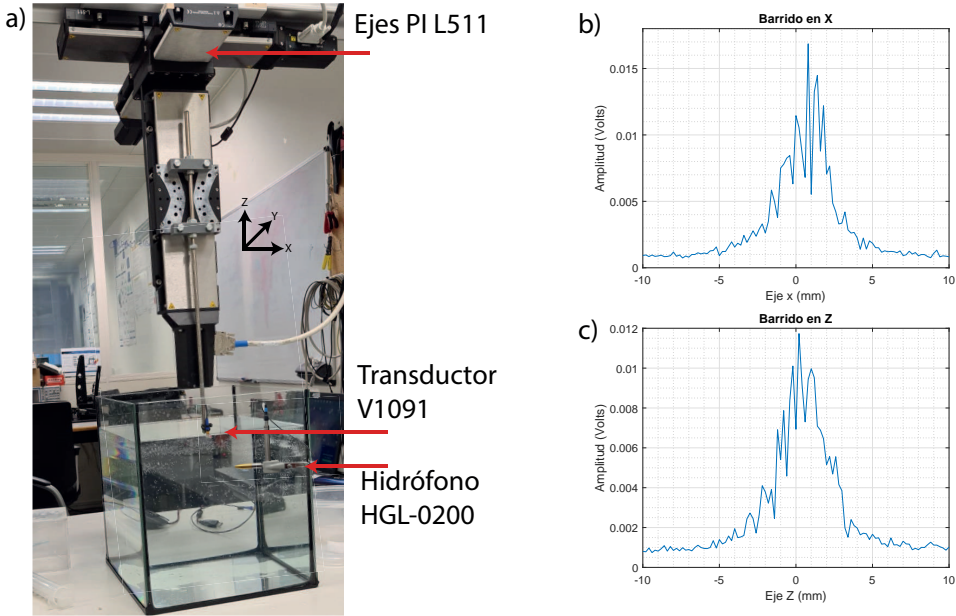 a)
Ejes PI L511
Z
Y
X
Transductor
V1091
Hidrófono
HGL-0200
b)
Barrido en X
Amplitud (Volts)
0.015
0.01
0.005
0
-10
-5
0
5
10
Eje x (mm)
c)
Barrido en Z
Amplitud (Volts)
0.012
0.01
0.008
0.006
0.004
0.002
0
-10
-5
0
5
10
Eje Z (mm)